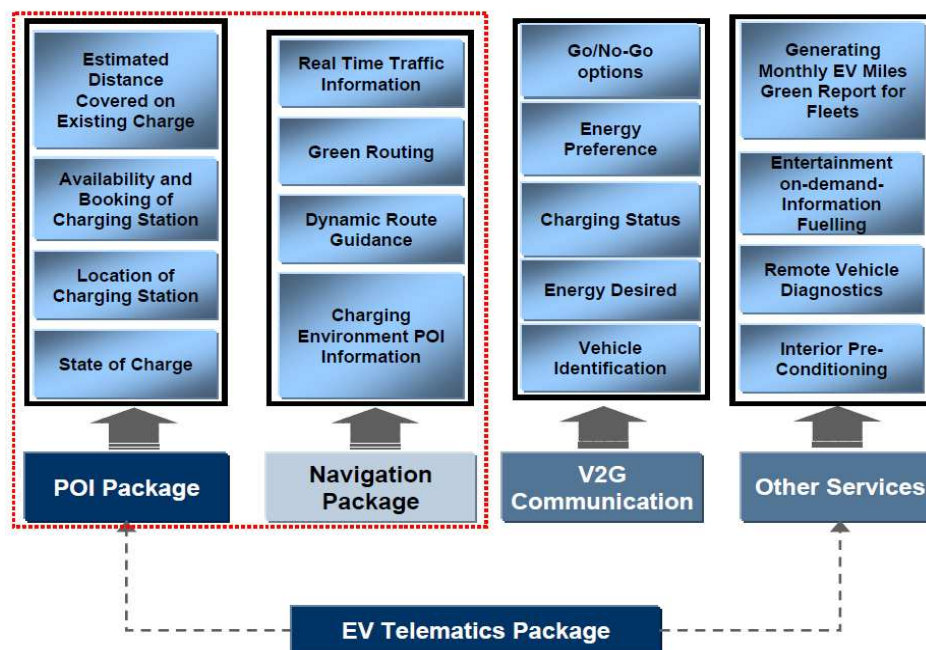 Estimated
Distance
Covered on
Existing Charge
Availability and
Booking of
Charging Station
Location of
Charging Station
State of Charge
POI Package
Real Time Traffic
Information
Green Routing
Dynamic Route
Guidance
Charging
Environment POI
Information
Navigation
Package
Go/No-Go
options
Energy
Preference
Charging Status
Energy Desired
Vehicle
Identification
V2G
Communication
Generating
Monthly EV Miles
Green Report for
Fleets
Entertainment
on-demand-
Information
Fuelling
Remote Vehicle
Diagnostics
Interior Pre-
Conditioning
Other Services
EV Telematics Package